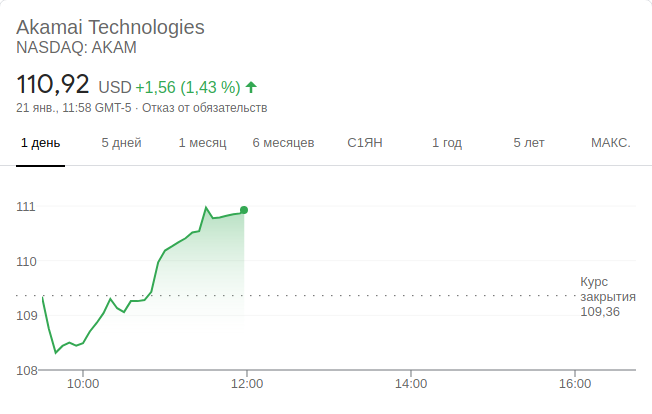 Akamai Technologies
NASDAQ: AKAM
110,92 USD +1,56 (1,43 %)
21 янв., 11:58 GMT-5 · Отказ от обязательств
1 день 5 дней 1 месяц 6 месяцев С1ЯН 1 год 5 лет МАКС.
111
110
Курс
закрытия
109,36
109
108
10:00 12:00 14:00 16:00